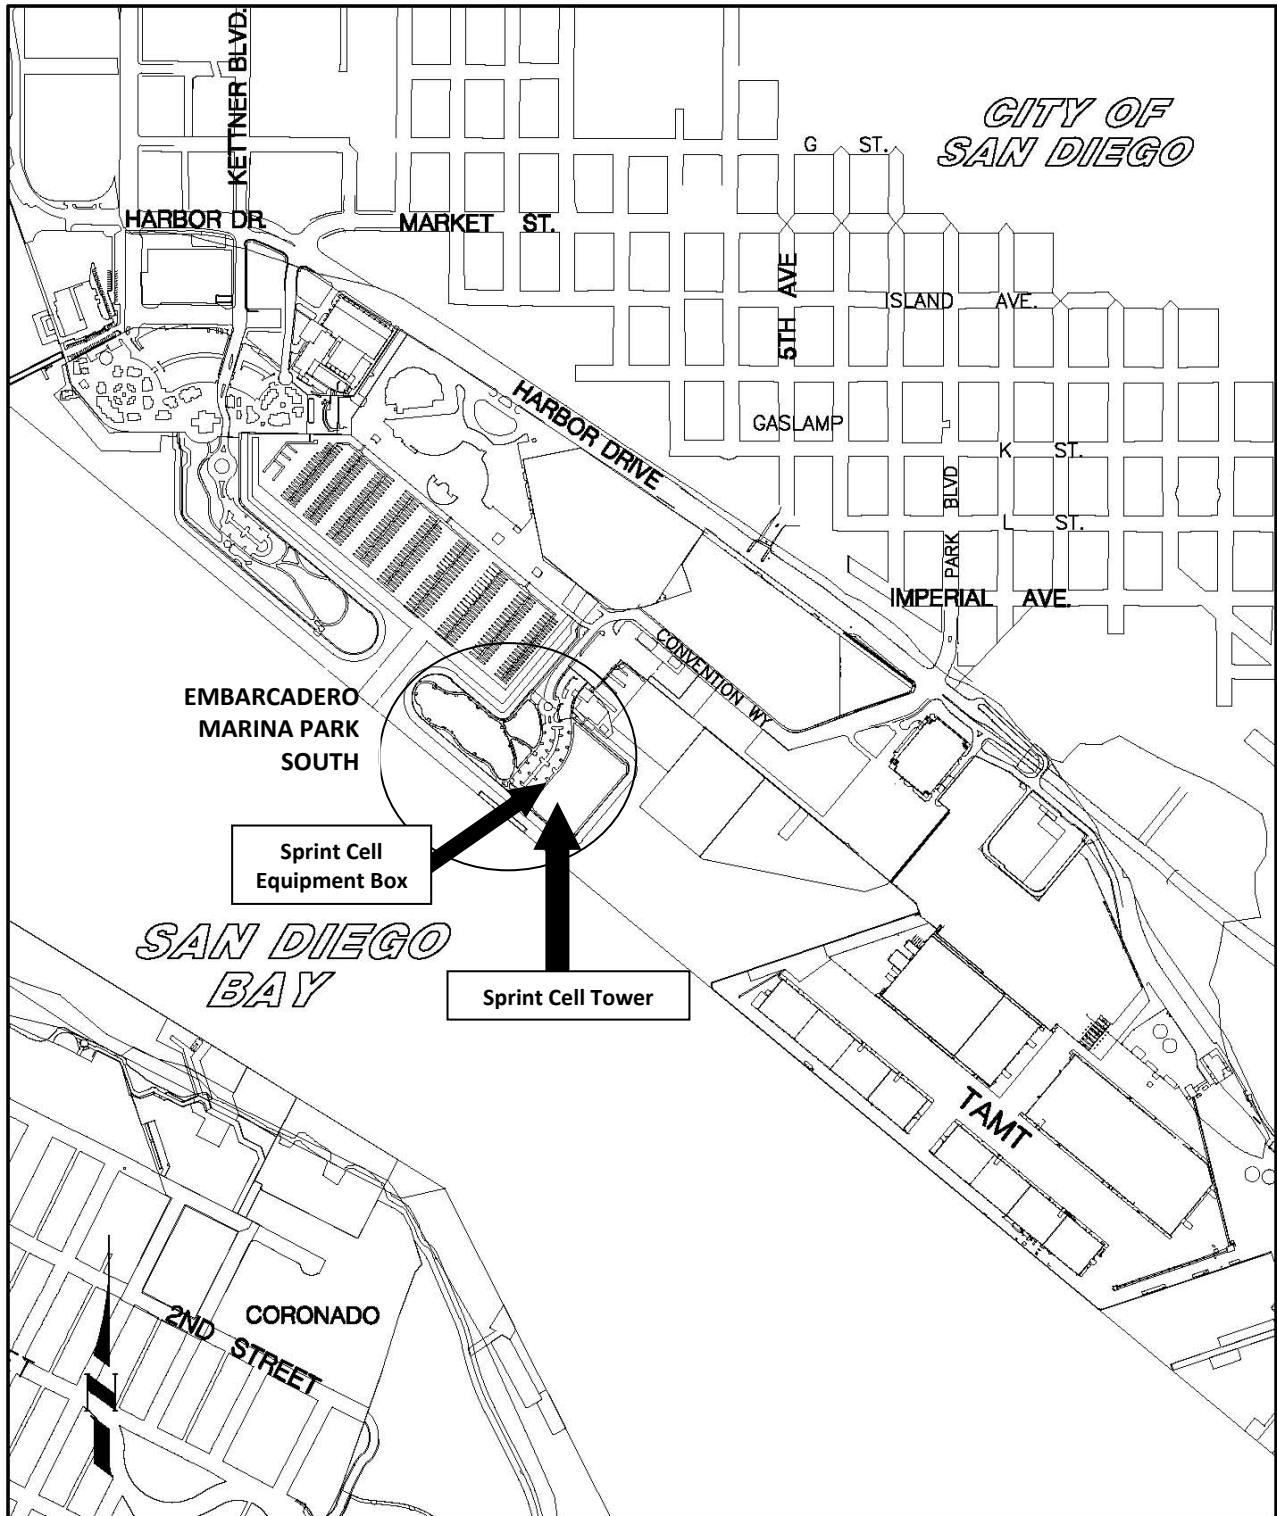 KETTNER BLVD.
CITY OF
SAN DIEGO
G ST.
HARBOR DR.
MARKET ST.
5TH AVE
ISLAND AVE.
HARBOR DRIVE
GASLAMP
K ST.
PARK BLVD
L ST.
IMPERIAL AVE.
CONVENTION WY
EMBARCADERO
MARINA PARK
SOUTH
Sprint Cell
Equipment Box
SAN DIEGO
BAY
Sprint Cell Tower
TAMT
CORONADO
2ND STREET
N